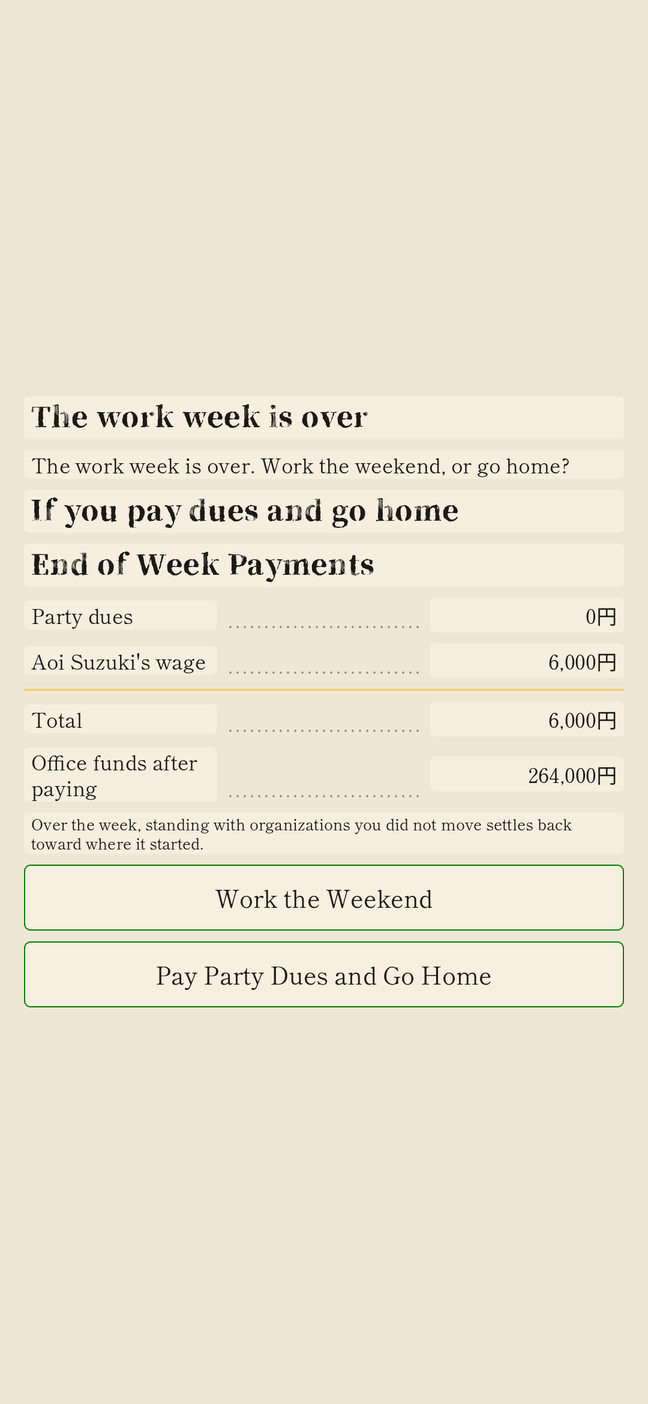 The work week is over
The work week is over. Work the weekend, or go home?
If you pay dues and go home
End of Week Payments
Party dues 0円
Aoi Suzuki's wage 6,000円
Total 6,000円
Office funds after
paying 264,000円
Over the week, standing with organizations you did not move settles back
toward where it started.
Work the Weekend
Pay Party Dues and Go Home